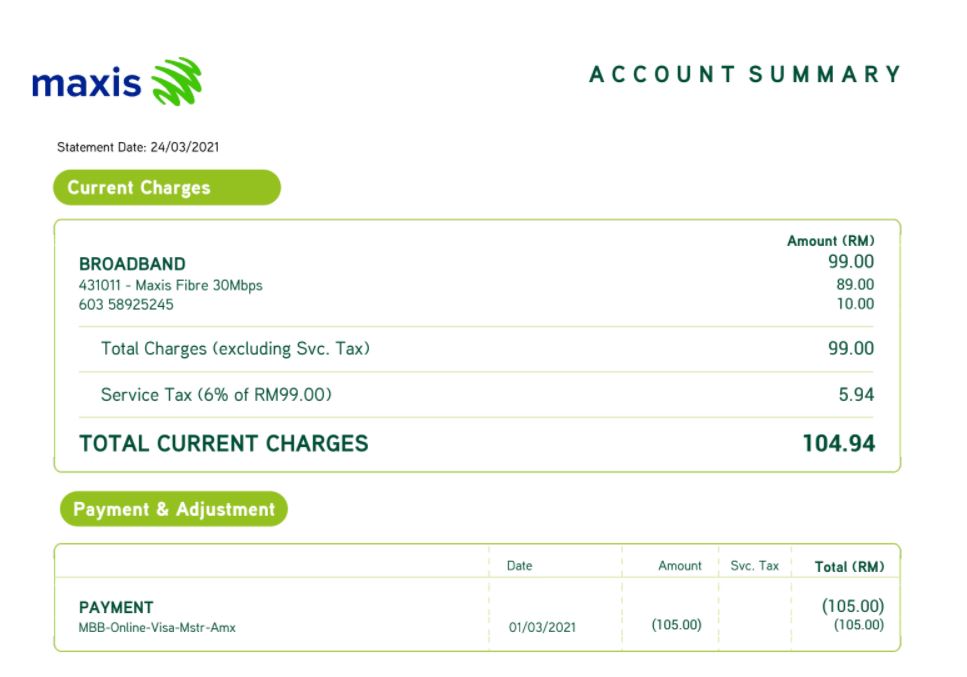 maxis
ACCOUNT SUMMARY
Statement Date: 24/03/2021
Current Charges
Amount (RM)
BROADBAND 99.00
431011 - Maxis Fibre 30Mbps 89.00
603 58925245 10.00
Total Charges (excluding Svc. Tax) 99.00
Service Tax (6% of RM99.00) 5.94
TOTAL CURRENT CHARGES 104.94
Payment & Adjustment
Date Amount Svc. Tax Total (RM)
PAYMENT (105.00)
MBB-Online-Visa-Mstr-Amx 01/03/2021 (105.00) (105.00)